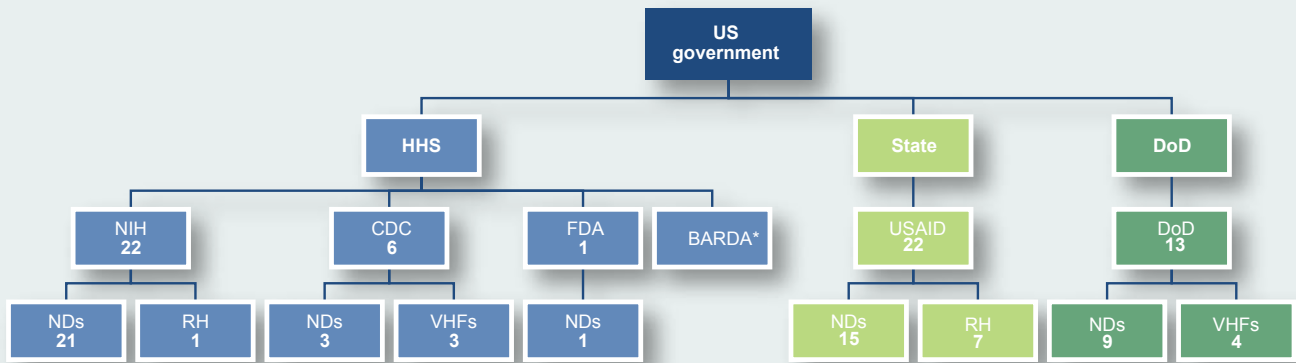 US
government
HHS
State
DoD
NIH
22
CDC
6
FDA
1
BARDA*
USAID
22
DoD
13
NDs
21
RH
1
NDs
3
VHFs
3
NDs
1
NDs
15
RH
7
NDs
9
VHFs
4